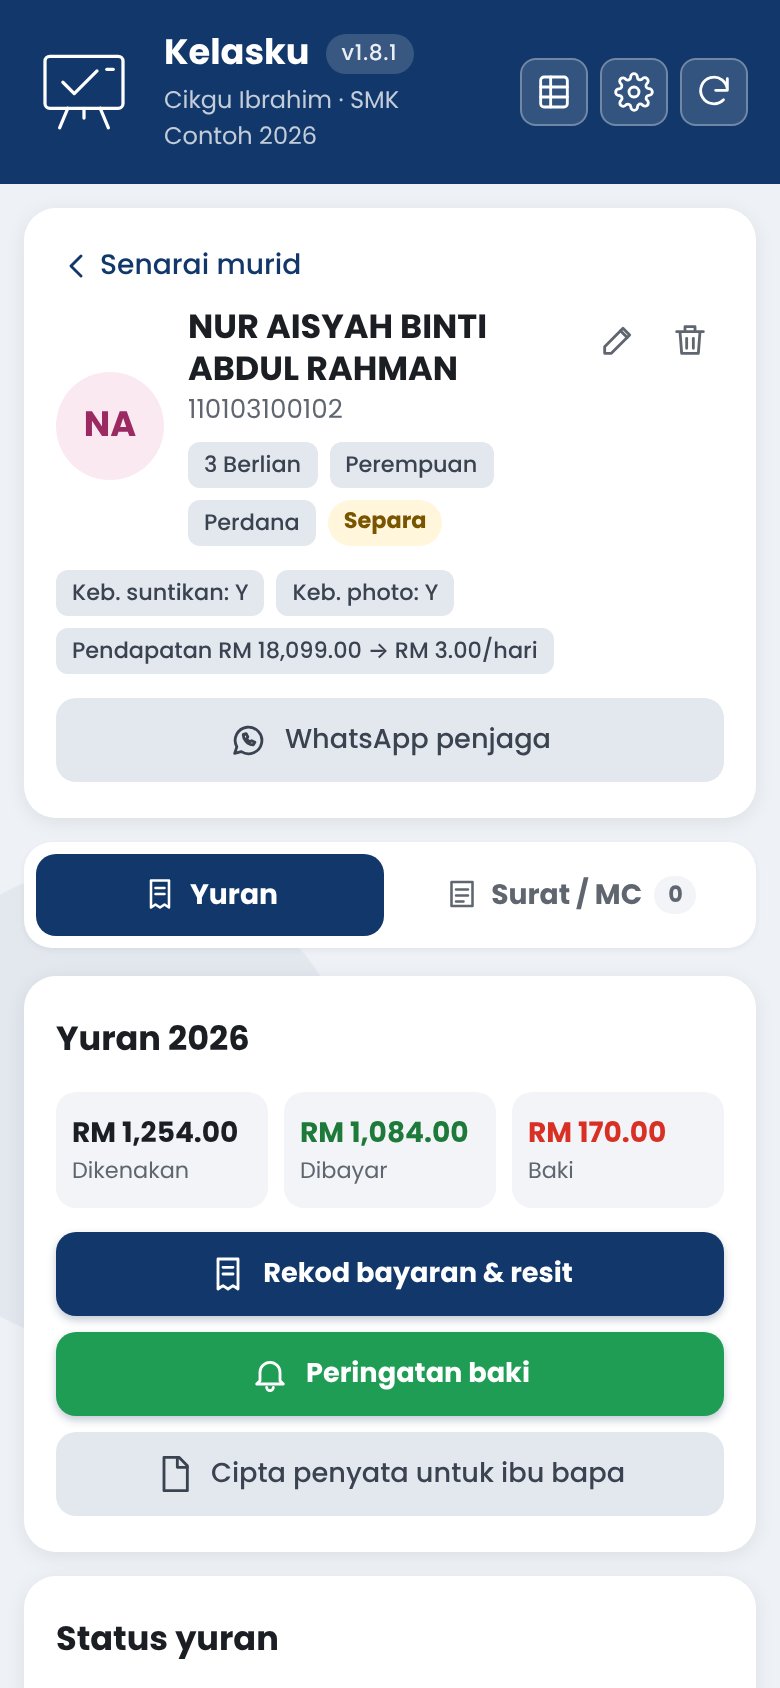 Kelasku v1.8.1
Cikgu Ibrahim · SMK
Contoh 2026
Senarai murid
NUR AISYAH BINTI
ABDUL RAHMAN
110103100102
NA
3 Berlian Perempuan
Perdana Separa
Keb. suntikan: Y Keb. photo: Y
Pendapatan RM 18,099.00 → RM 3.00/hari
WhatsApp penjaga
Yuran Surat / MC 0
Yuran 2026
RM 1,254.00 RM 1,084.00 RM 170.00
Dikenakan Dibayar Baki
Rekod bayaran & resit
Peringatan baki
Cipta penyata untuk ibu bapa
Status yuran